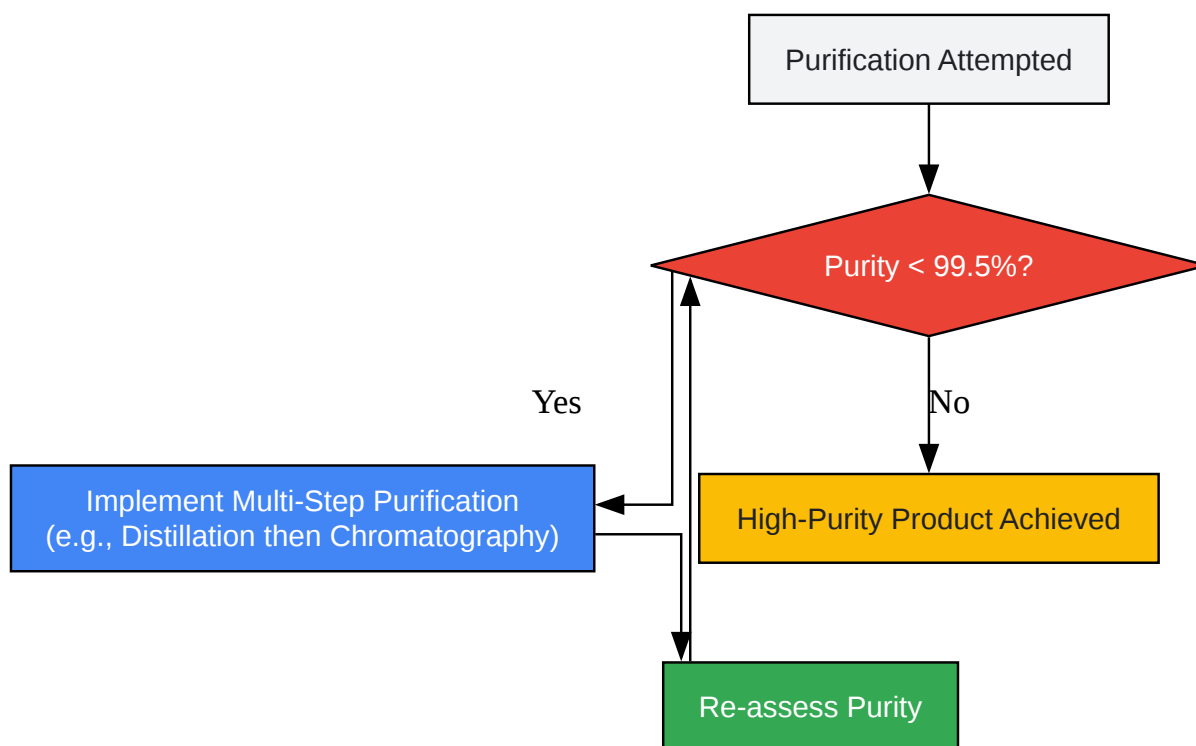 Purification Attempted
Purity < 99.5%?
Yes
No
Implement Multi-Step Purification
(e.g., Distillation then Chromatography)
High-Purity Product Achieved
Re-assess Purity